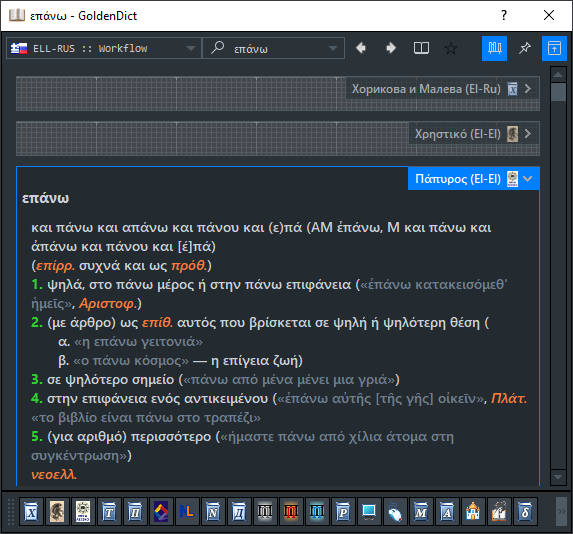 επάνω - GoldenDict
ELL-RUS :: Workflow
επάνω
Хорикова и Малева (El-Ru)
Χρηστικό (El-El)
Πάπυρος (El-El)
επάνω
και πάνω και απάνω και πάνου και (ε)πά (ΑΜ ἐπάνω, Μ και πάνω και
ἀπάνω και πάνου και [ἐ]πά)
(επίρρ. συχνά και ως πρόθ.)
1. ψηλά, στο πάνω μέρος ή στην πάνω επιφάνεια («ἐπάνω κατακεισόμεθ'
ἡμεῖς», Αριστοφ.)
2. (με άρθρο) ως επίθ. αυτός που βρίσκεται σε ψηλή ή ψηλότερη θέση (
α. «η επάνω γειτονιά»
β. «ο πάνω κόσμος» — η επίγεια ζωή)
3. σε ψηλότερο σημείο («πάνω από μένα μένει μια γριά»)
4. στην επιφάνεια ενός αντικειμένου («ἐπάνω αὐτῆς [τῆς γῆς] οἰκεῖν», Πλάτ.
«το βιβλίο είναι πάνω στο τραπέζι»
5. (για αριθμό) περισσότερο («ήμαστε πάνω από χίλια άτομα στη
συγκέντρωση»)
νεοελλ.